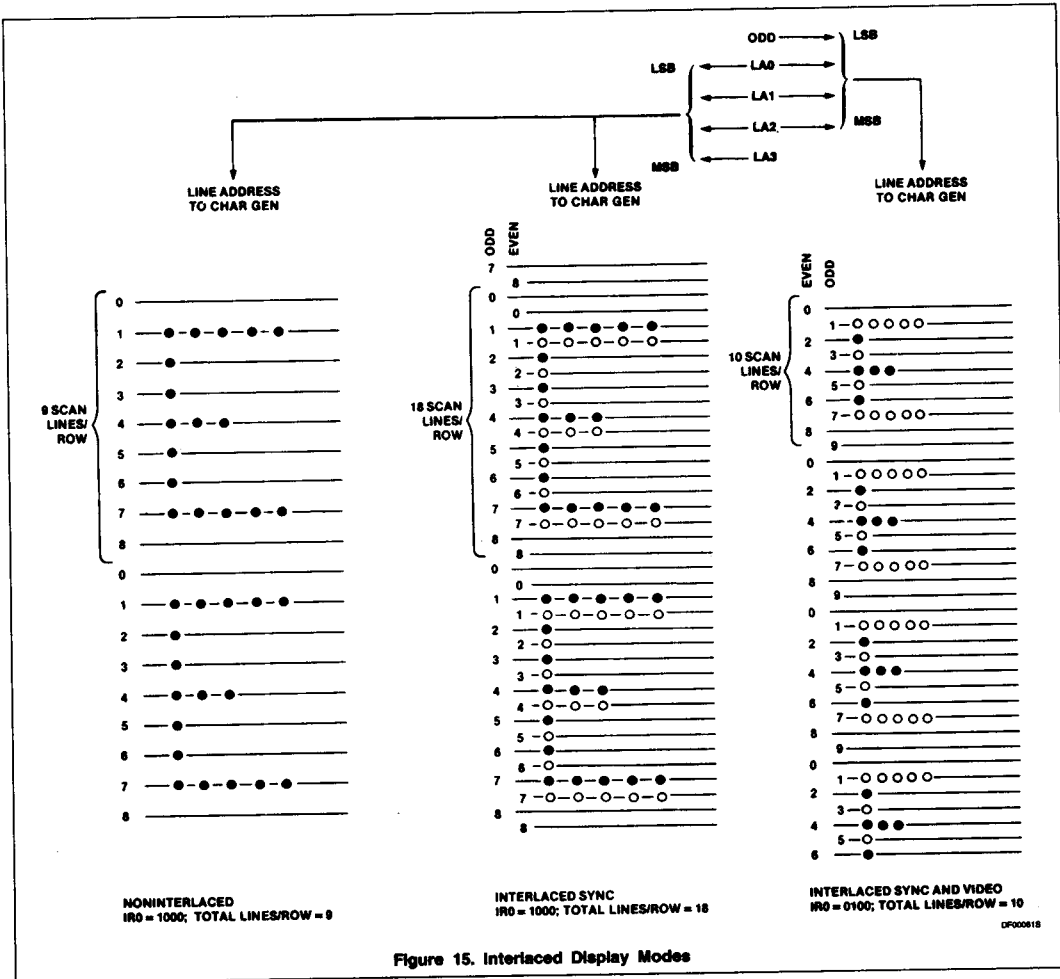 ODD
LSB
LSB
LA0
LA1
LA2
MSB
MSB
LA3
LINE ADDRESS
TO CHAR GEN
9 SCAN
LINES/
ROW
0
1
2
3
4
5
6
7
8
0
1
2
3
4
5
6
7
8
NONINTERLACED
IR0 = 1000; TOTAL LINES/ROW = 9
LINE ADDRESS
TO CHAR GEN
ODD
EVEN
18 SCAN
LINES/
ROW
7
8
0
0
1
1
2
2
3
3
4
4
5
5
6
6
7
7
8
8
0
0
1
1
2
2
3
3
4
4
5
5
6
6
7
7
8
8
INTERLACED SYNC
IR0 = 1000; TOTAL LINES/ROW = 18
LINE ADDRESS
TO CHAR GEN
EVEN
ODD
10 SCAN
LINES/
ROW
0
1
2
3
4
5
6
7
8
9
0
1
2
2
4
5
6
7
8
9
0
1
2
3
4
5
6
7
8
9
0
1
2
3
4
5
6
INTERLACED SYNC AND VIDEO
IR0 = 0100; TOTAL LINES/ROW = 10
DF00061S
Figure 15. Interlaced Display Modes